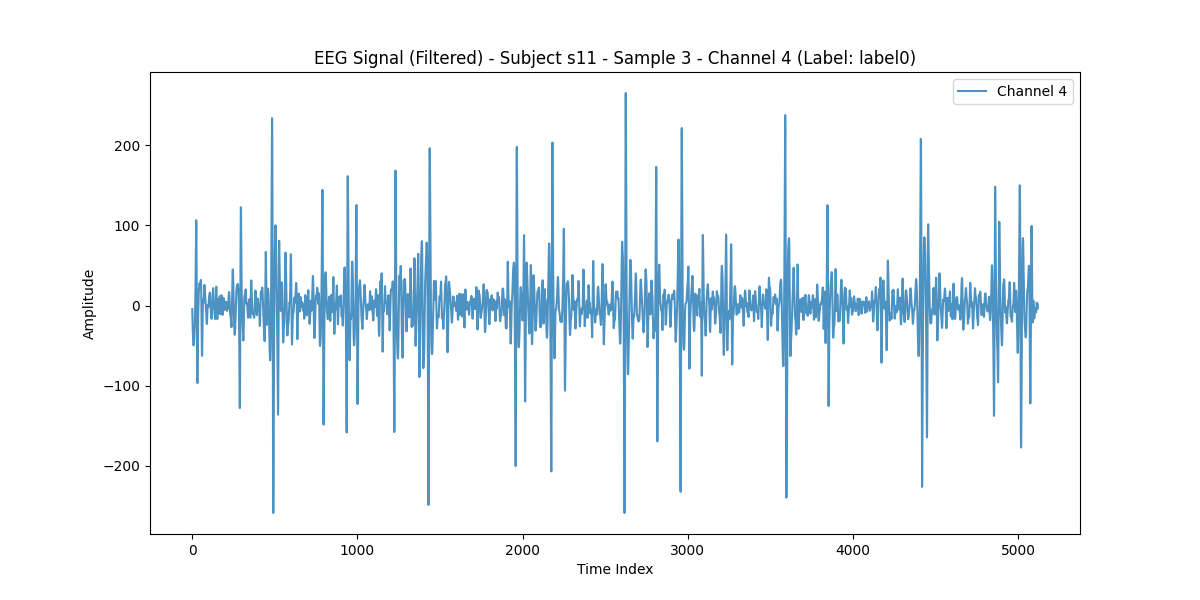 EEG Signal (Filtered) - Subject s11 - Sample 3 - Channel 4 (Label: label0)
Channel 4
200
100
0
−100
−200
Amplitude
0 1000 2000 3000 4000 5000
Time Index